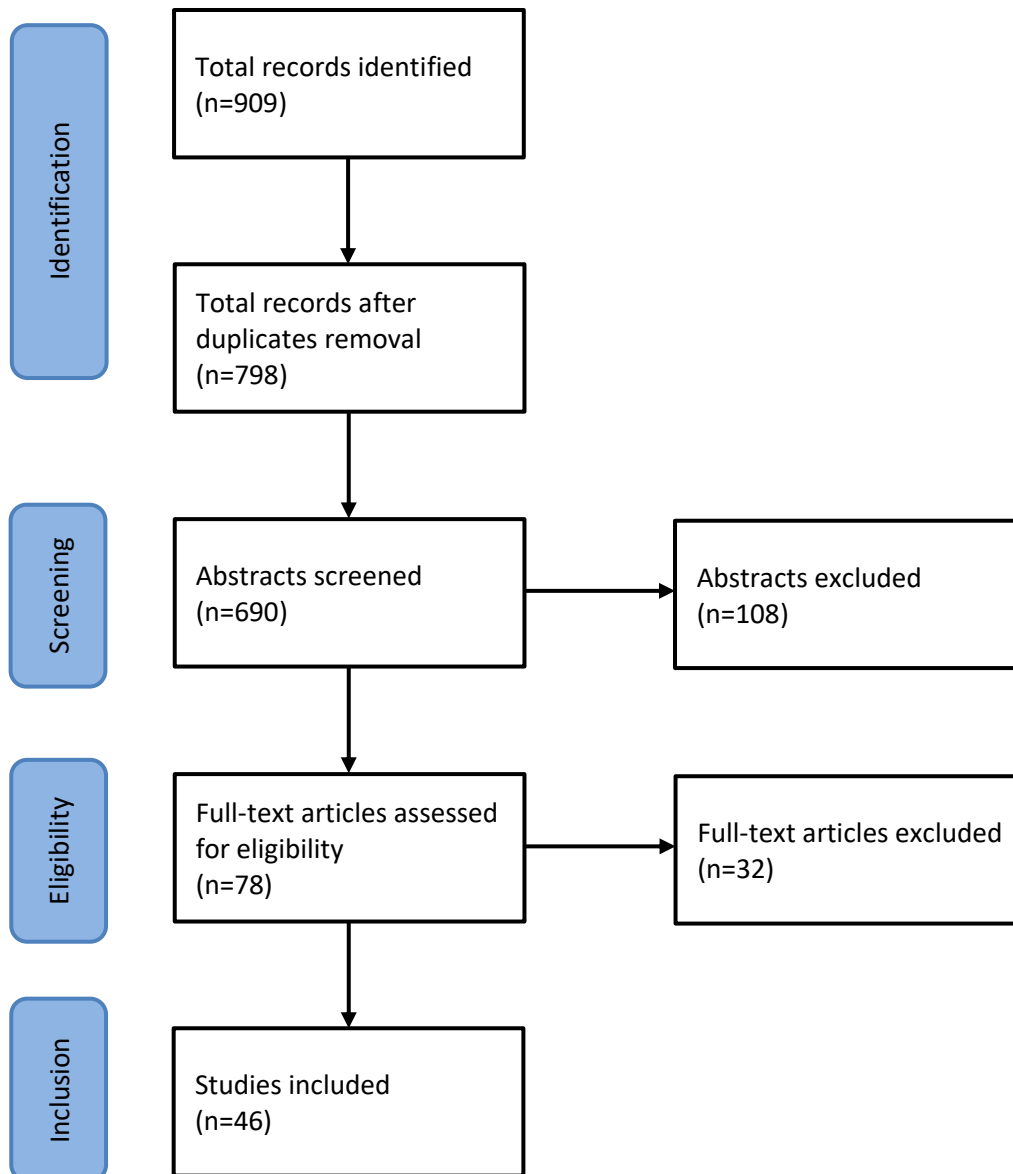 Identification
Total records identified
(n=909)
Total records after
duplicates removal
(n=798)
Screening
Abstracts screened
(n=690)
Abstracts excluded
(n=108)
Eligibility
Full-text articles assessed
for eligibility
(n=78)
Full-text articles excluded
(n=32)
Inclusion
Studies included
(n=46)